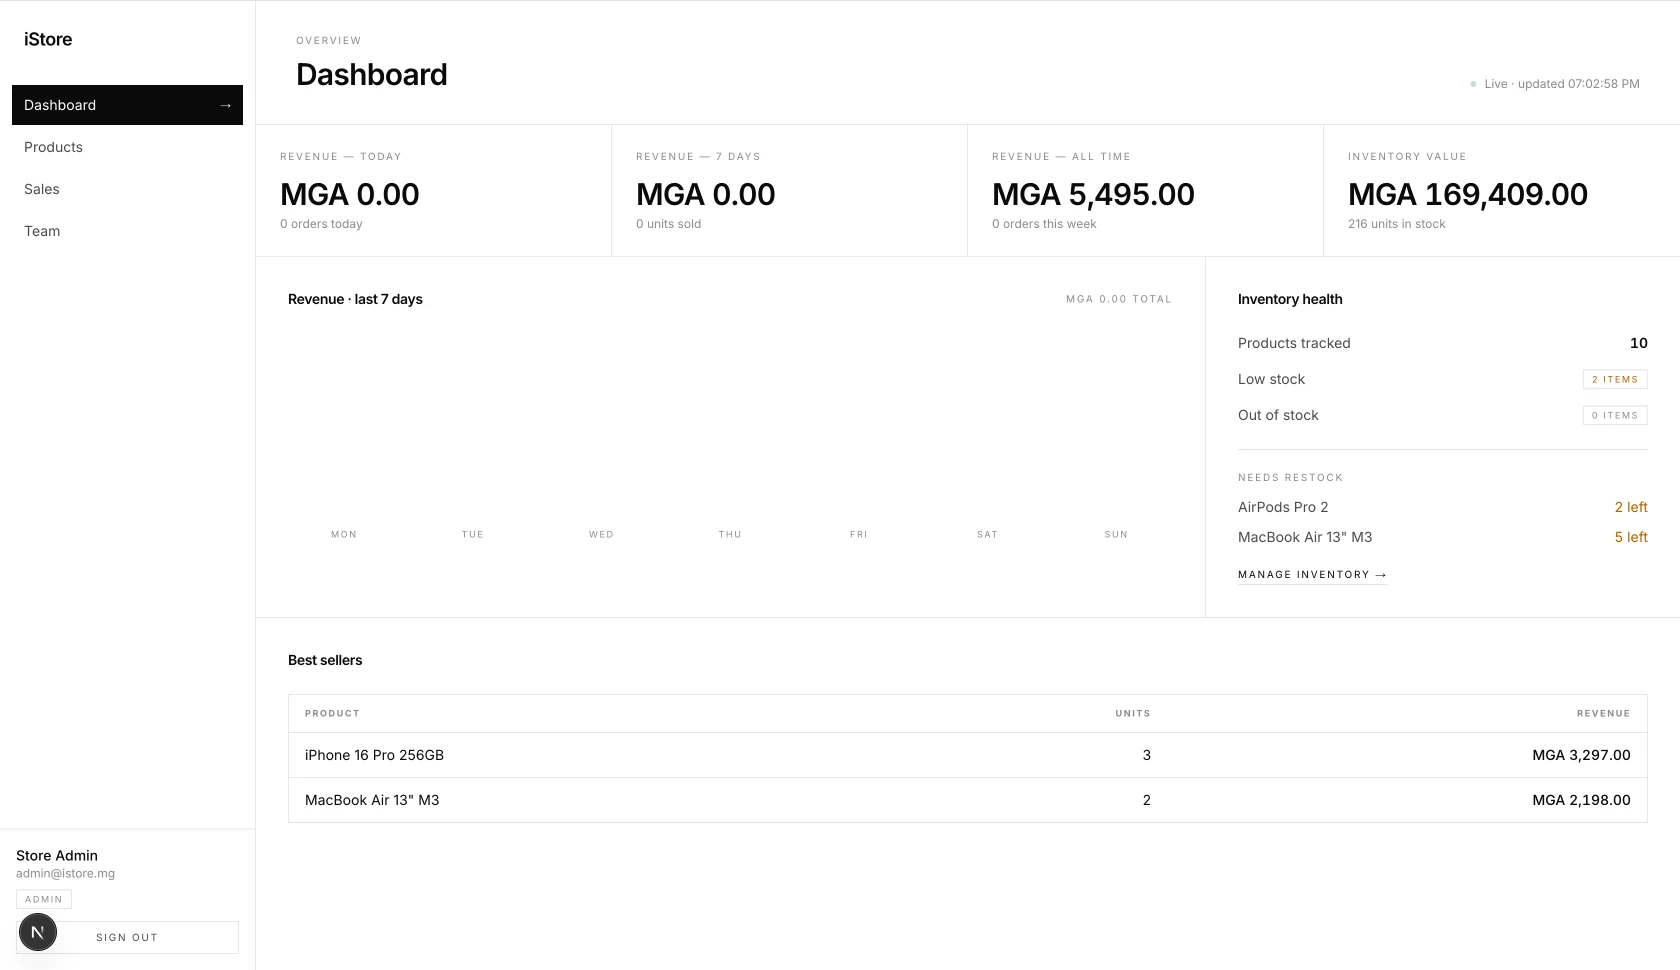 iStore
Dashboard →
Products
Sales
Team
Store Admin
admin@istore.mg
ADMIN
N
SIGN OUT
OVERVIEW
Dashboard
Live · updated 07:02:58 PM
REVENUE — TODAY
MGA 0.00
0 orders today
REVENUE — 7 DAYS
MGA 0.00
0 units sold
REVENUE — ALL TIME
MGA 5,495.00
0 orders this week
INVENTORY VALUE
MGA 169,409.00
216 units in stock
Revenue · last 7 days
MGA 0.00 TOTAL
MON TUE WED THU FRI SAT SUN
Inventory health
Products tracked 10
Low stock 2 ITEMS
Out of stock 0 ITEMS
NEEDS RESTOCK
AirPods Pro 2 2 left
MacBook Air 13" M3 5 left
MANAGE INVENTORY →
Best sellers
PRODUCT UNITS REVENUE
iPhone 16 Pro 256GB 3 MGA 3,297.00
MacBook Air 13" M3 2 MGA 2,198.00